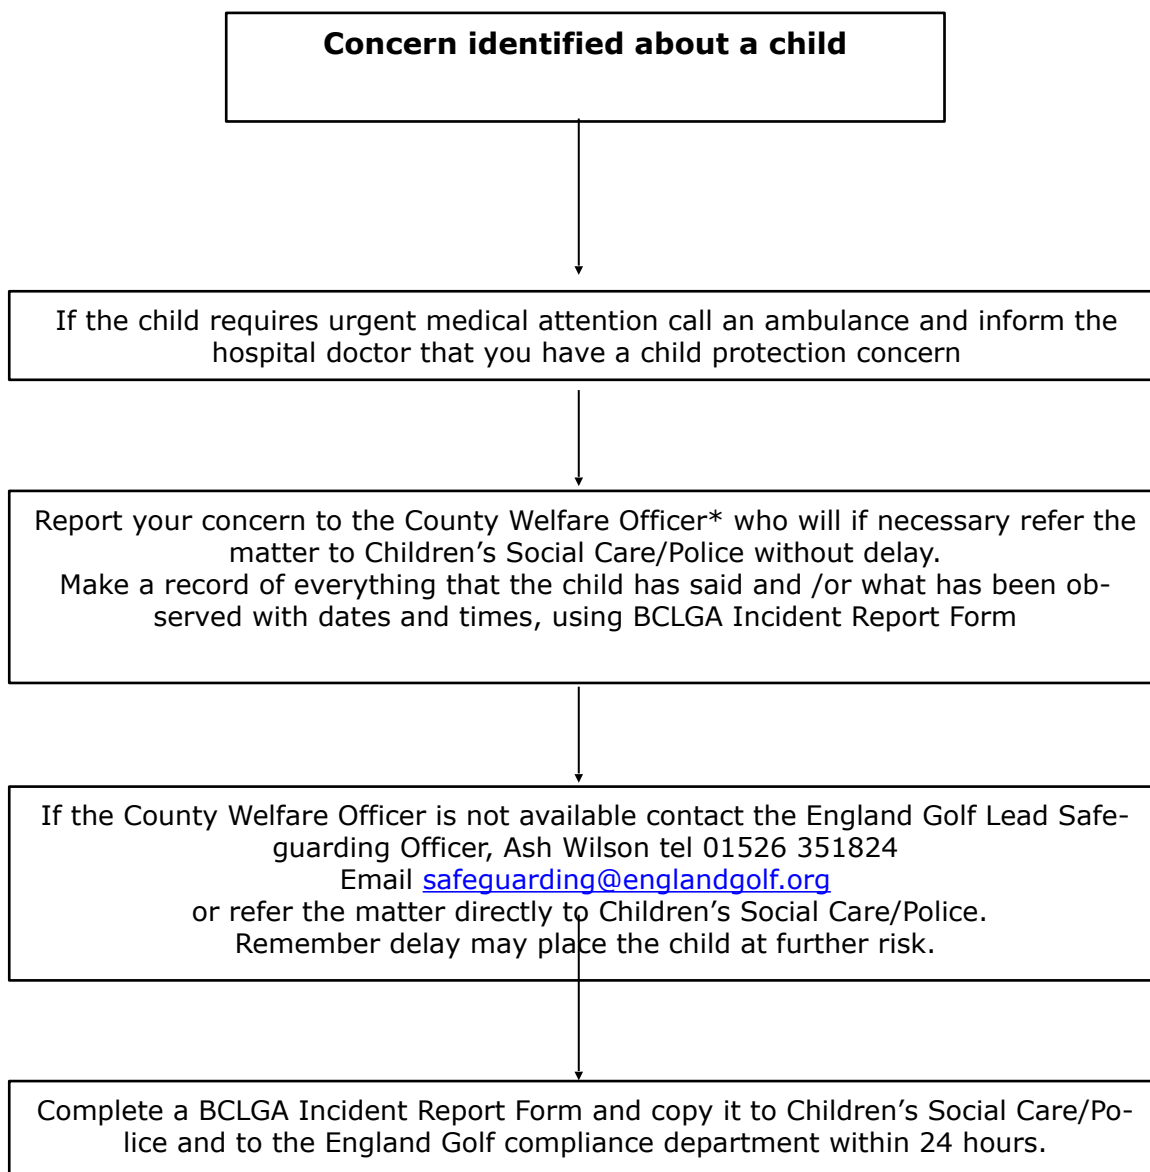 Concern identified about a child
If the child requires urgent medical attention call an ambulance and inform the
hospital doctor that you have a child protection concern
Report your concern to the County Welfare Officer* who will if necessary refer the
matter to Children’s Social Care/Police without delay.
Make a record of everything that the child has said and /or what has been ob-
served with dates and times, using BCLGA Incident Report Form
If the County Welfare Officer is not available contact the England Golf Lead Safe-
guarding Officer, Ash Wilson tel 01526 351824
Email safeguarding@englandgolf.org
or refer the matter directly to Children’s Social Care/Police.
Remember delay may place the child at further risk.
Complete a BCLGA Incident Report Form and copy it to Children’s Social Care/Po-
lice and to the England Golf compliance department within 24 hours.